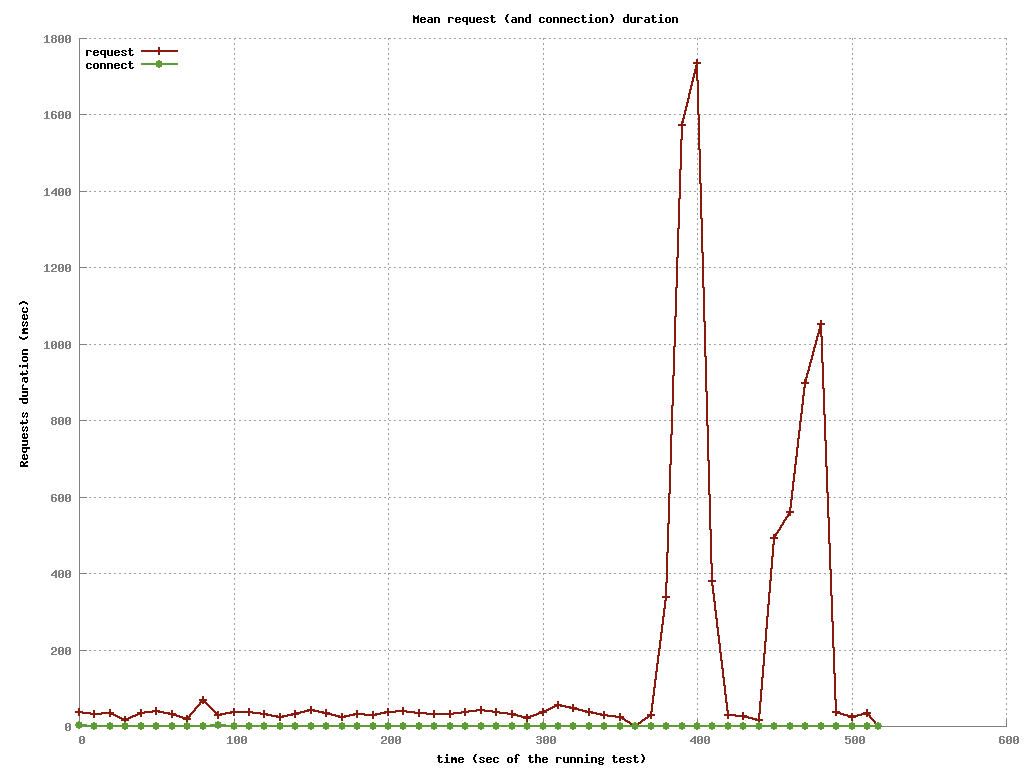 Mean request (and connection) duration
request
connect
1800
1600
1400
1200
1000
800
600
400
200
0
Requests duration (msec)
0 100 200 300 400 500 600
time (sec of the running test)